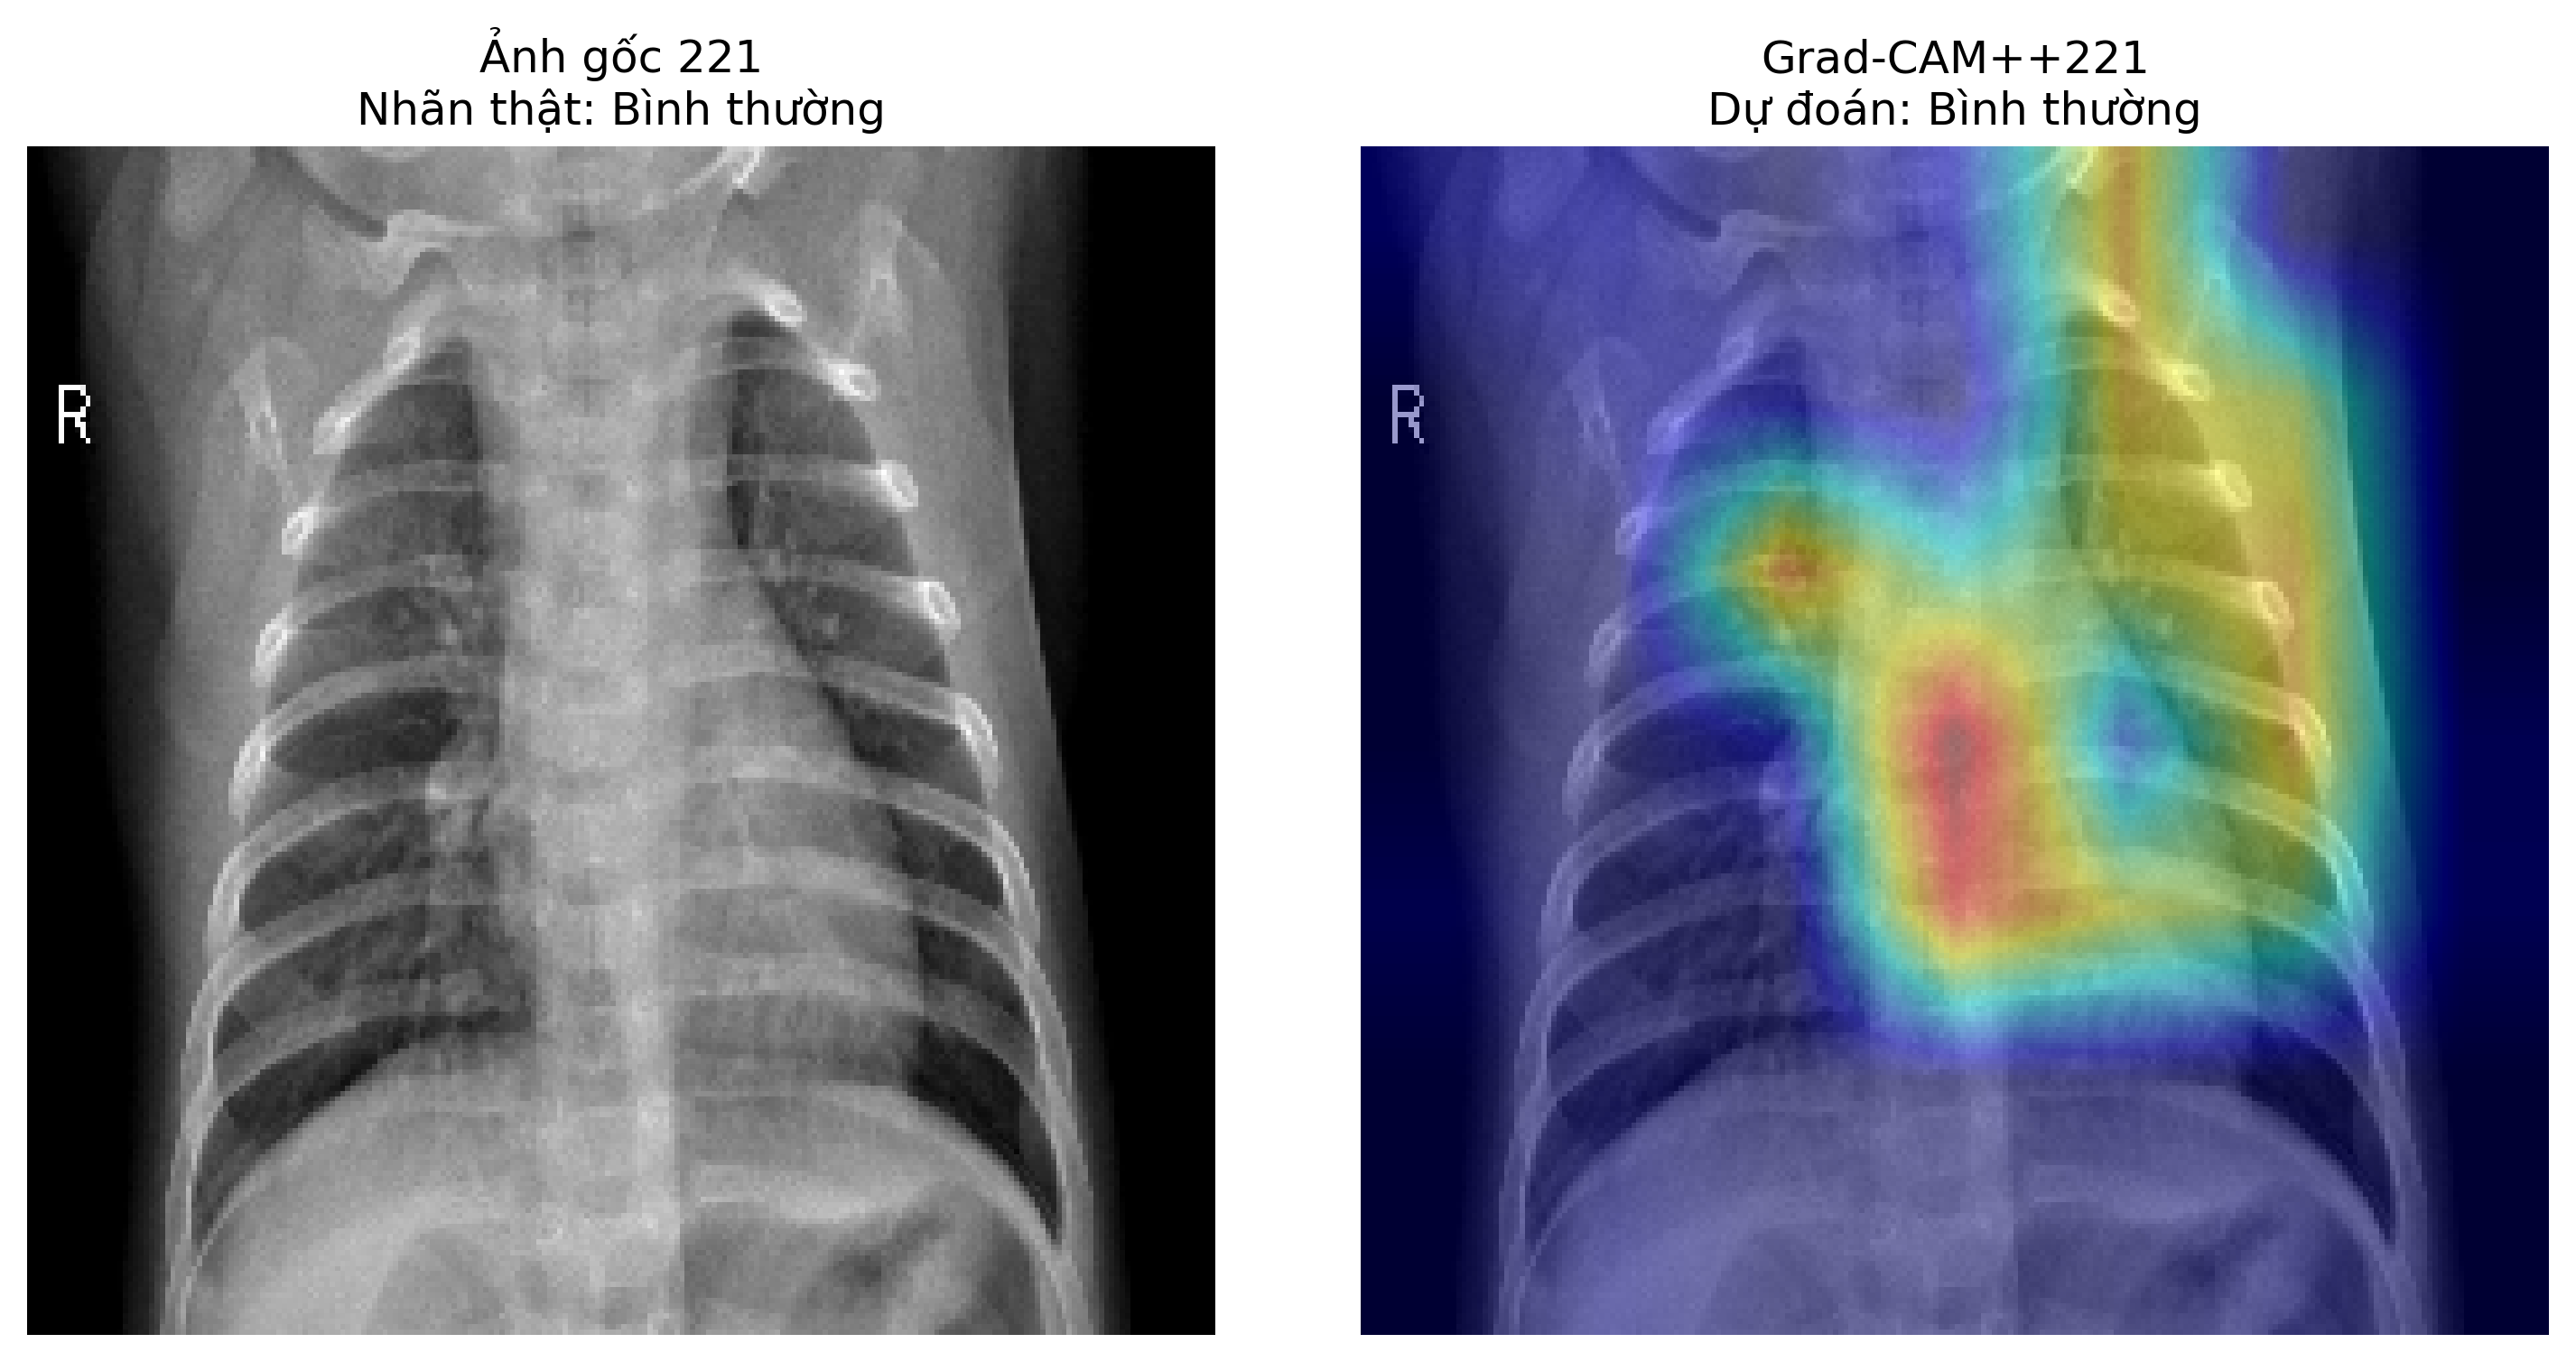 Ảnh gốc 221
Nhãn thật: Bình thường
Grad-CAM++221
Dự đoán: Bình thường
R
R